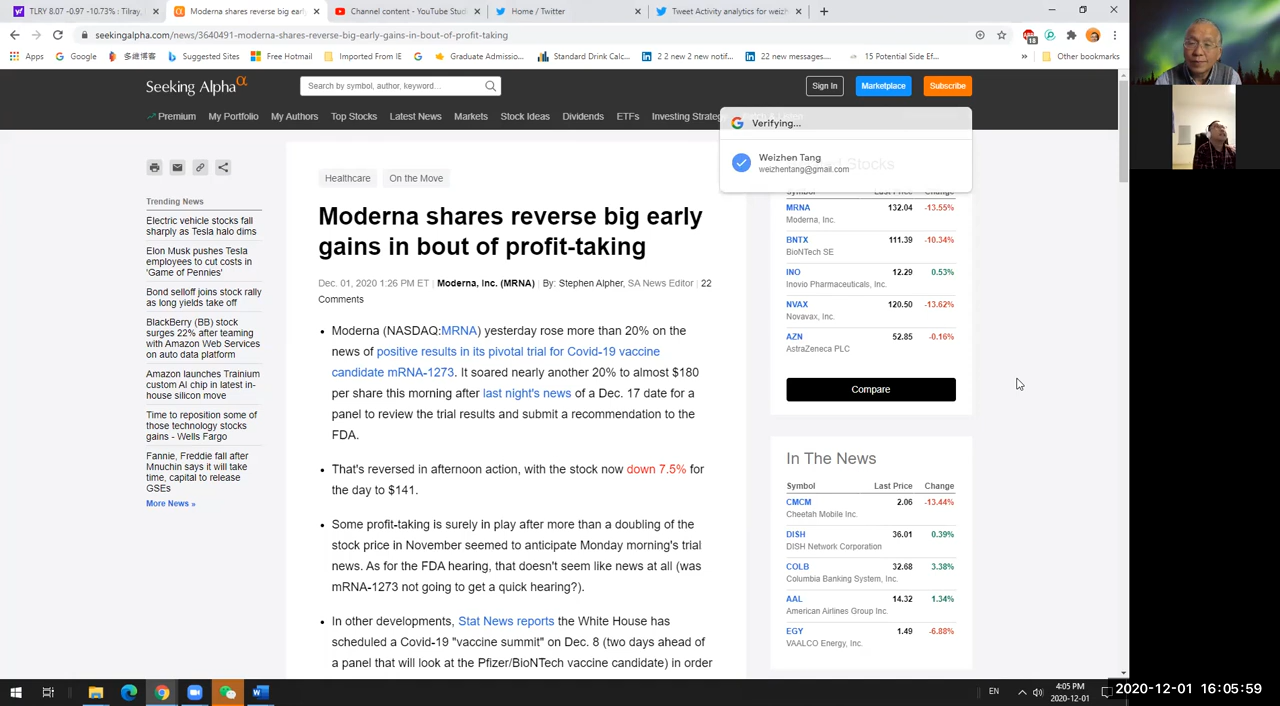 TLRY 8.07 -0.97 -10.73% : Tilray,
Moderna shares reverse big early
Channel content - YouTube Stud
Home / Twitter
Tweet Activity analytics for weizh
seekingalpha.com/news/3640491-moderna-shares-reverse-big-early-gains-in-bout-of-profit-taking
Apps
Google
多維博客
Suggested Sites
Free Hotmail
Imported From IE
Graduate Admissio...
Standard Drink Calc...
2 2 new 2 new notif...
22 new messages...
15 Potential Side Ef...
Other bookmarks
Seeking Alpha α
Search by symbol, author, keyword...
Sign In
Marketplace
Subscribe
Premium
My Portfolio
My Authors
Top Stocks
Latest News
Markets
Stock Ideas
Dividends
ETFs
Investing Strateg
Verifying...
Weizhen Tang
weizhentang@gmail.com
Trending News
Electric vehicle stocks fall
sharply as Tesla halo dims
Elon Musk pushes Tesla
employees to cut costs in
'Game of Pennies'
Bond selloff joins stock rally
as long yields take off
BlackBerry (BB) stock
surges 22% after teaming
with Amazon Web Services
on auto data platform
Amazon launches Trainium
custom AI chip in latest in-
house silicon move
Time to reposition some of
those technology stocks
gains - Wells Fargo
Fannie, Freddie fall after
Mnuchin says it will take
time, capital to release
GSEs
More News »
Healthcare
On the Move
Moderna shares reverse big early
gains in bout of profit-taking
Dec. 01, 2020 1:26 PM ET | Moderna, Inc. (MRNA) | By: Stephen Alpher, SA News Editor | 22
Comments
• Moderna (NASDAQ:MRNA) yesterday rose more than 20% on the
news of positive results in its pivotal trial for Covid-19 vaccine
candidate mRNA-1273. It soared nearly another 20% to almost $180
per share this morning after last night's news of a Dec. 17 date for a
panel to review the trial results and submit a recommendation to the
FDA.
• That's reversed in afternoon action, with the stock now down 7.5% for
the day to $141.
• Some profit-taking is surely in play after more than a doubling of the
stock price in November seemed to anticipate Monday morning's trial
news. As for the FDA hearing, that doesn't seem like news at all (was
mRNA-1273 not going to get a quick hearing?).
• In other developments, Stat News reports the White House has
scheduled a Covid-19 "vaccine summit" on Dec. 8 (two days ahead of
a panel that will look at the Pfizer/BioNTech vaccine candidate) in order
Stocks
Symbol Last Price Change
MRNA 132.04 -13.55%
Moderna, Inc.
BNTX 111.39 -10.34%
BioNTech SE
INO 12.29 0.53%
Inovio Pharmaceuticals, Inc.
NVAX 120.50 -13.62%
Novavax, Inc.
AZN 52.85 -0.16%
AstraZeneca PLC
Compare
In The News
Symbol Last Price Change
CMCM 2.06 -13.44%
Cheetah Mobile Inc.
DISH 36.01 0.39%
DISH Network Corporation
COLB 32.68 3.38%
Columbia Banking System, Inc.
AAL 14.32 1.34%
American Airlines Group Inc.
EGY 1.49 -6.88%
VAALCO Energy, Inc.
EN
4:05 PM
2020-12-01
2020-12-01 16:05:59